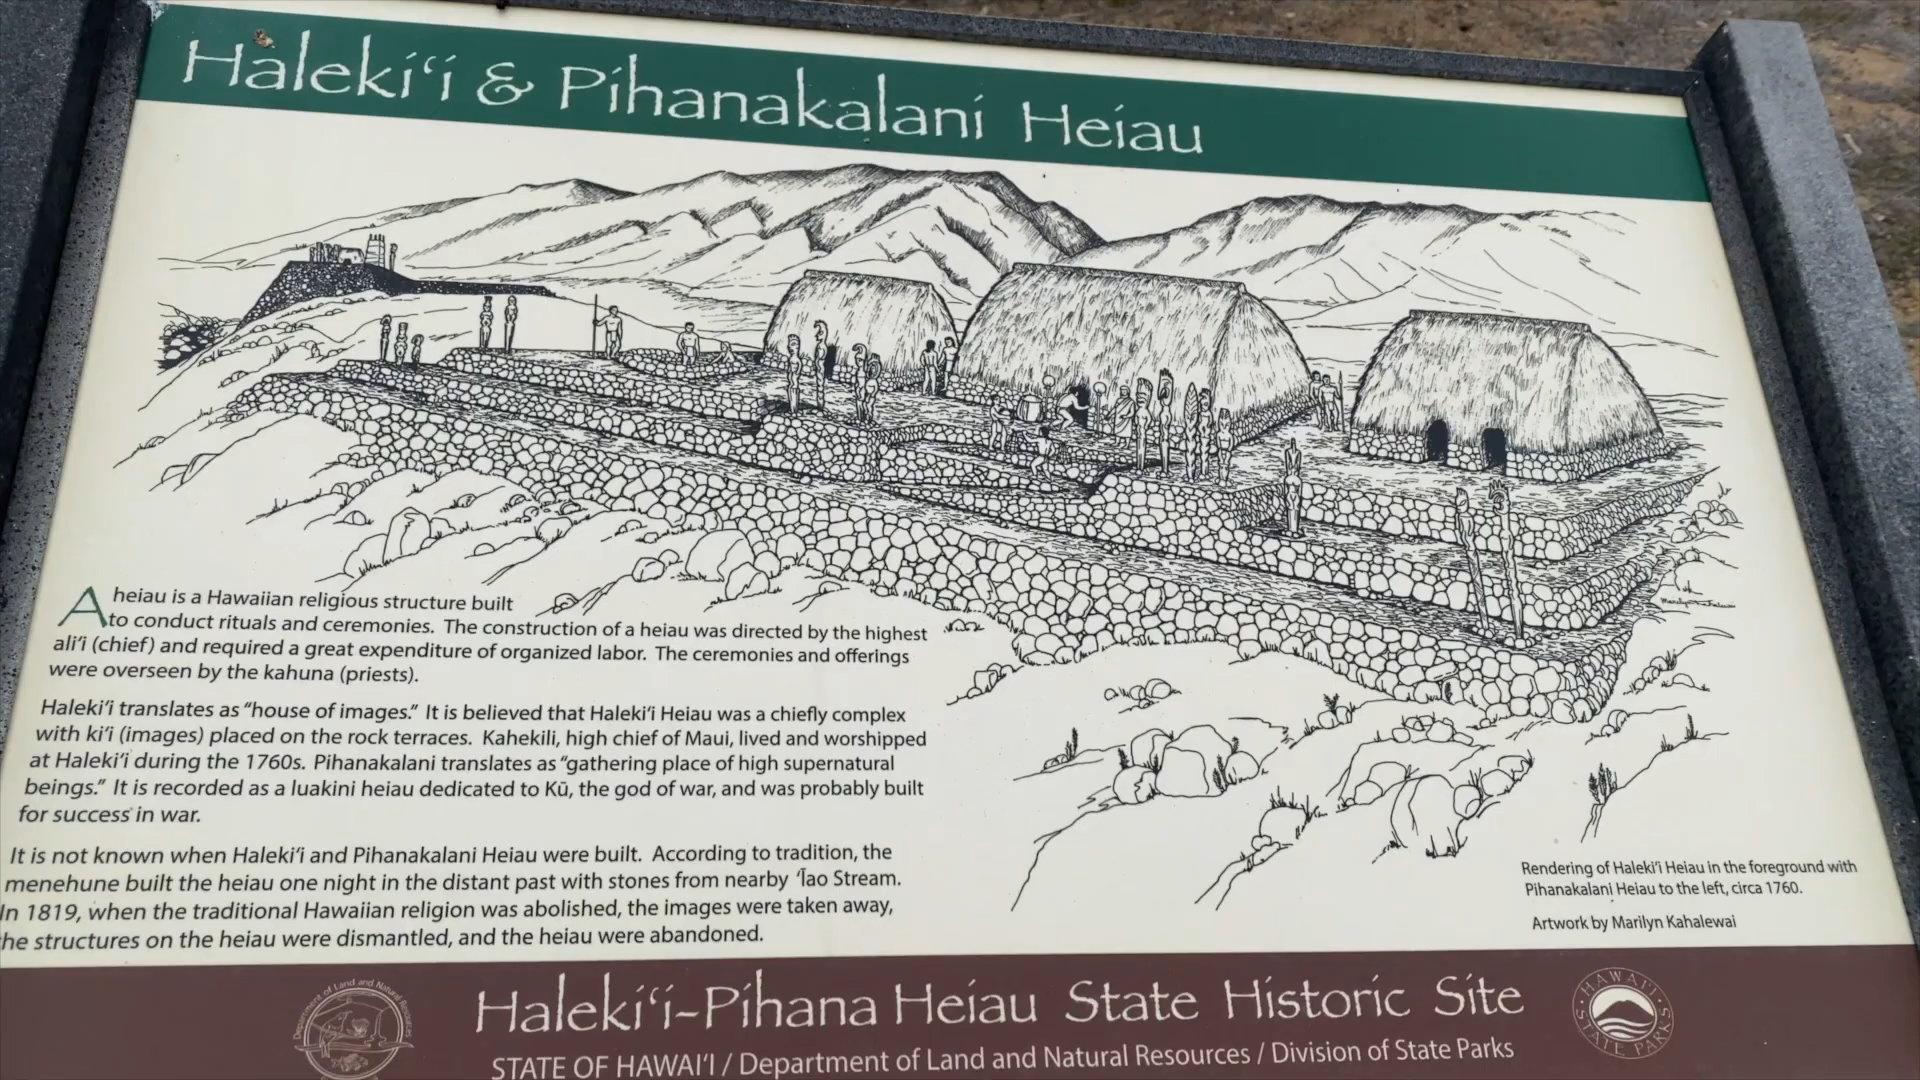 Haleki‘i & Pihanakalani Heiau
A heiau is a Hawaiian religious structure built
to conduct rituals and ceremonies. The construction of a heiau was directed by the highest
ali‘i (chief) and required a great expenditure of organized labor. The ceremonies and offerings
were overseen by the kahuna (priests).
Haleki‘i translates as “house of images.” It is believed that Haleki‘i Heiau was a chiefly complex
with ki‘i (images) placed on the rock terraces. Kahekili, high chief of Maui, lived and worshipped
at Haleki‘i during the 1760s. Pihanakalani translates as “gathering place of high supernatural
beings.” It is recorded as a luakini heiau dedicated to Kū, the god of war, and was probably built
for success in war.
It is not known when Haleki‘i and Pihanakalani Heiau were built. According to tradition, the
menehune built the heiau one night in the distant past with stones from nearby ‘Īao Stream.
In 1819, when the traditional Hawaiian religion was abolished, the images were taken away,
he structures on the heiau were dismantled, and the heiau were abandoned.
Rendering of Haleki‘i Heiau in the foreground with
Pihanakalani Heiau to the left, circa 1760.
Artwork by Marilyn Kahalewai
Department of Land and Natural Resources
Haleki‘i-Pihana Heiau State Historic Site
STATE OF HAWAI‘I / Department of Land and Natural Resources / Division of State Parks
HAWAI‘I
STATE PARKS